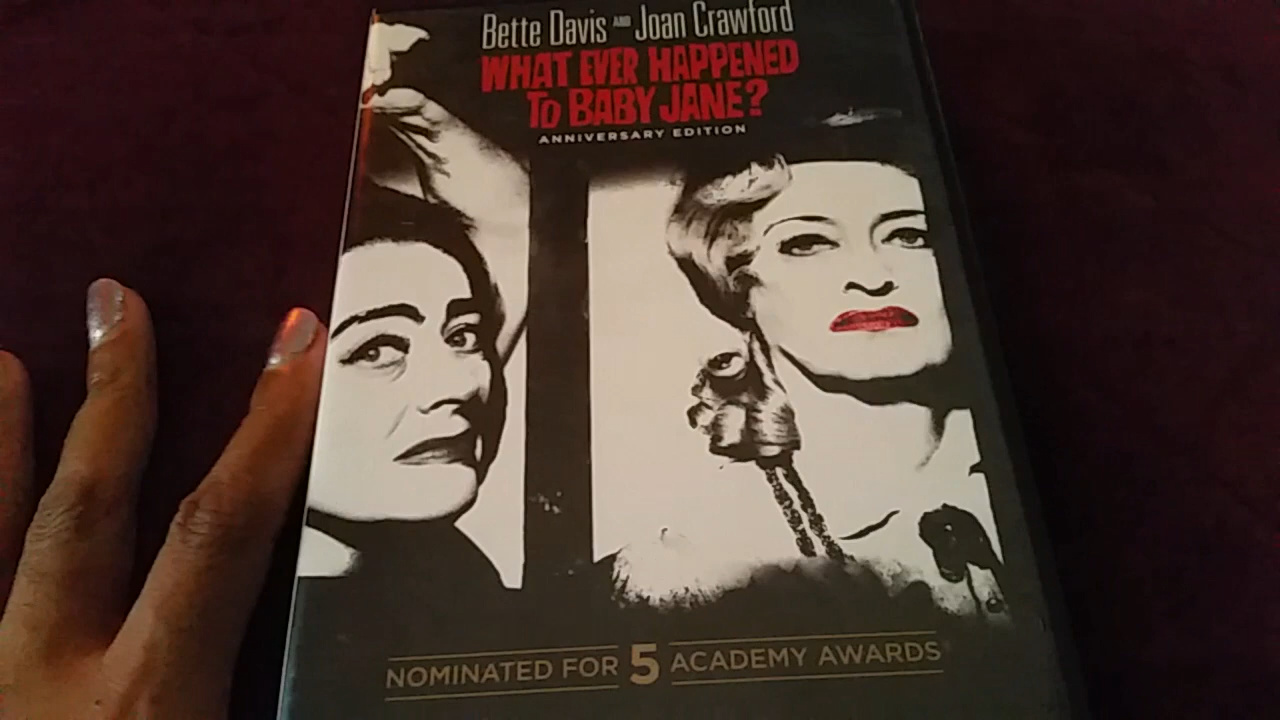 Bette Davis AND Joan Crawford
WHAT EVER HAPPENED
TO BABY JANE?
ANNIVERSARY EDITION
NOMINATED FOR 5 ACADEMY AWARDS